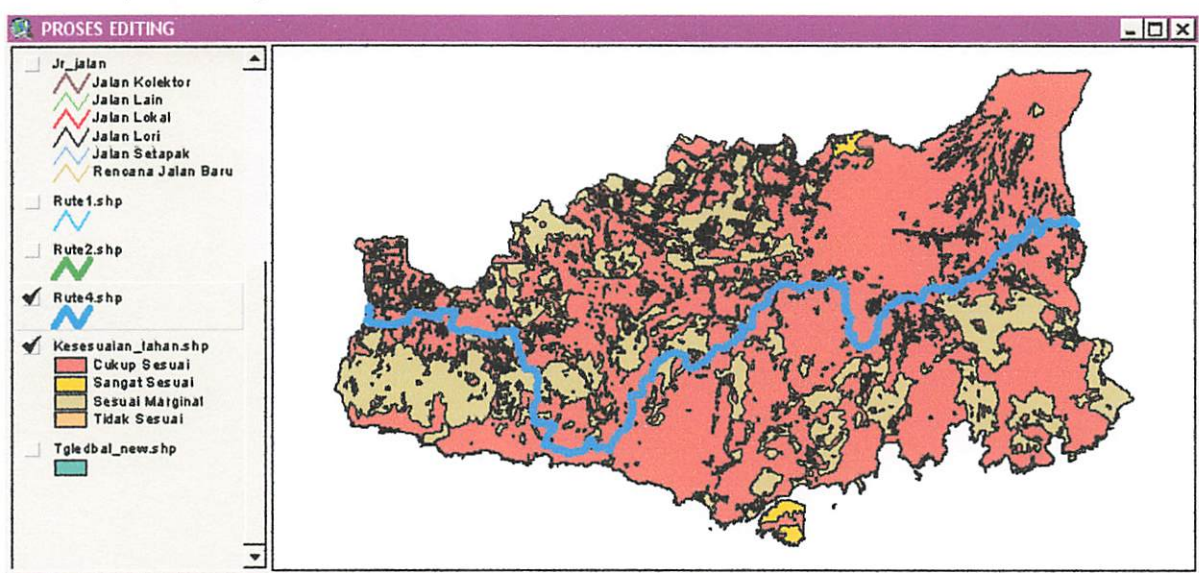 PROSES EDITING
Jr_jalan
Jalan Kolektor
Jalan Lain
Jalan Lokal
Jalan Lori
Jalan Setapak
Rencana Jalan Baru
Rute1.shp
Rute2.shp
Rute4.shp
Kesesuaian_lahan.shp
Cukup Sesuai
Sangat Sesuai
Sesuai Marginal
Tidak Sesuai
Tgledbal_new.shp